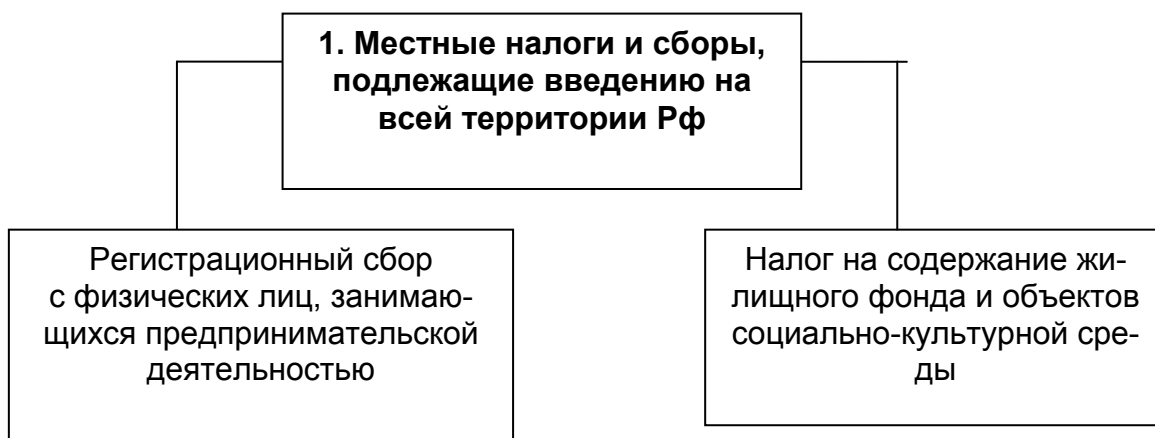 1. Местные налоги и сборы,
подлежащие введению на
всей территории Рф
Регистрационный сбор
с физических лиц, занимаю-
щихся предпринимательской
деятельностью
Налог на содержание жи-
лищного фонда и объектов
социально-культурной сре-
ды